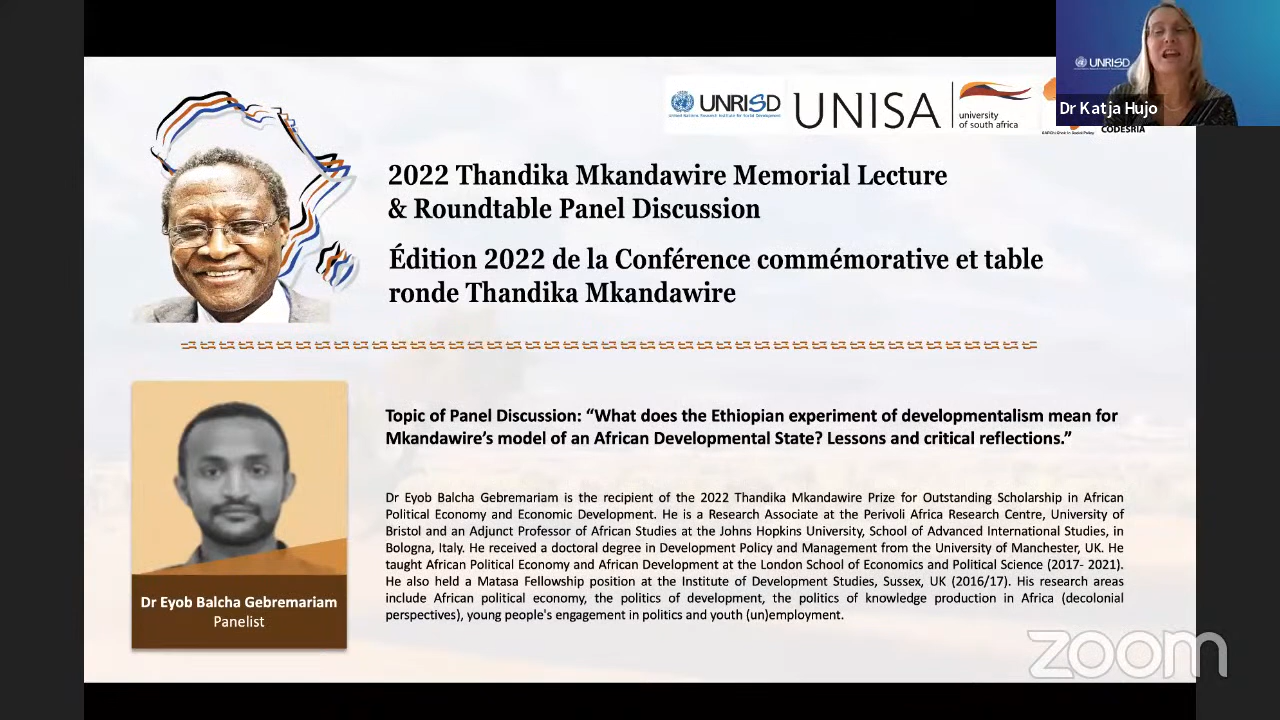 UNRISD
Dr Katja Hujo
UNRISD
United Nations Research Institute for Social Development
UNISA
university
of south africa
CODESRIA
2022 Thandika Mkandawire Memorial Lecture
& Roundtable Panel Discussion
Édition 2022 de la Conférence commémorative et table
ronde Thandika Mkandawire
Topic of Panel Discussion: “What does the Ethiopian experiment of developmentalism mean for
Mkandawire’s model of an African Developmental State? Lessons and critical reflections.”
Dr Eyob Balcha Gebremariam is the recipient of the 2022 Thandika Mkandawire Prize for Outstanding Scholarship in African
Political Economy and Economic Development. He is a Research Associate at the Perivoli Africa Research Centre, University of
Bristol and an Adjunct Professor of African Studies at the Johns Hopkins University, School of Advanced International Studies, in
Bologna, Italy. He received a doctoral degree in Development Policy and Management from the University of Manchester, UK. He
taught African Political Economy and African Development at the London School of Economics and Political Science (2017- 2021).
He also held a Matasa Fellowship position at the Institute of Development Studies, Sussex, UK (2016/17). His research areas
include African political economy, the politics of development, the politics of knowledge production in Africa (decolonial
perspectives), young people's engagement in politics and youth (un)employment.
Dr Eyob Balcha Gebremariam
Panelist
zoom